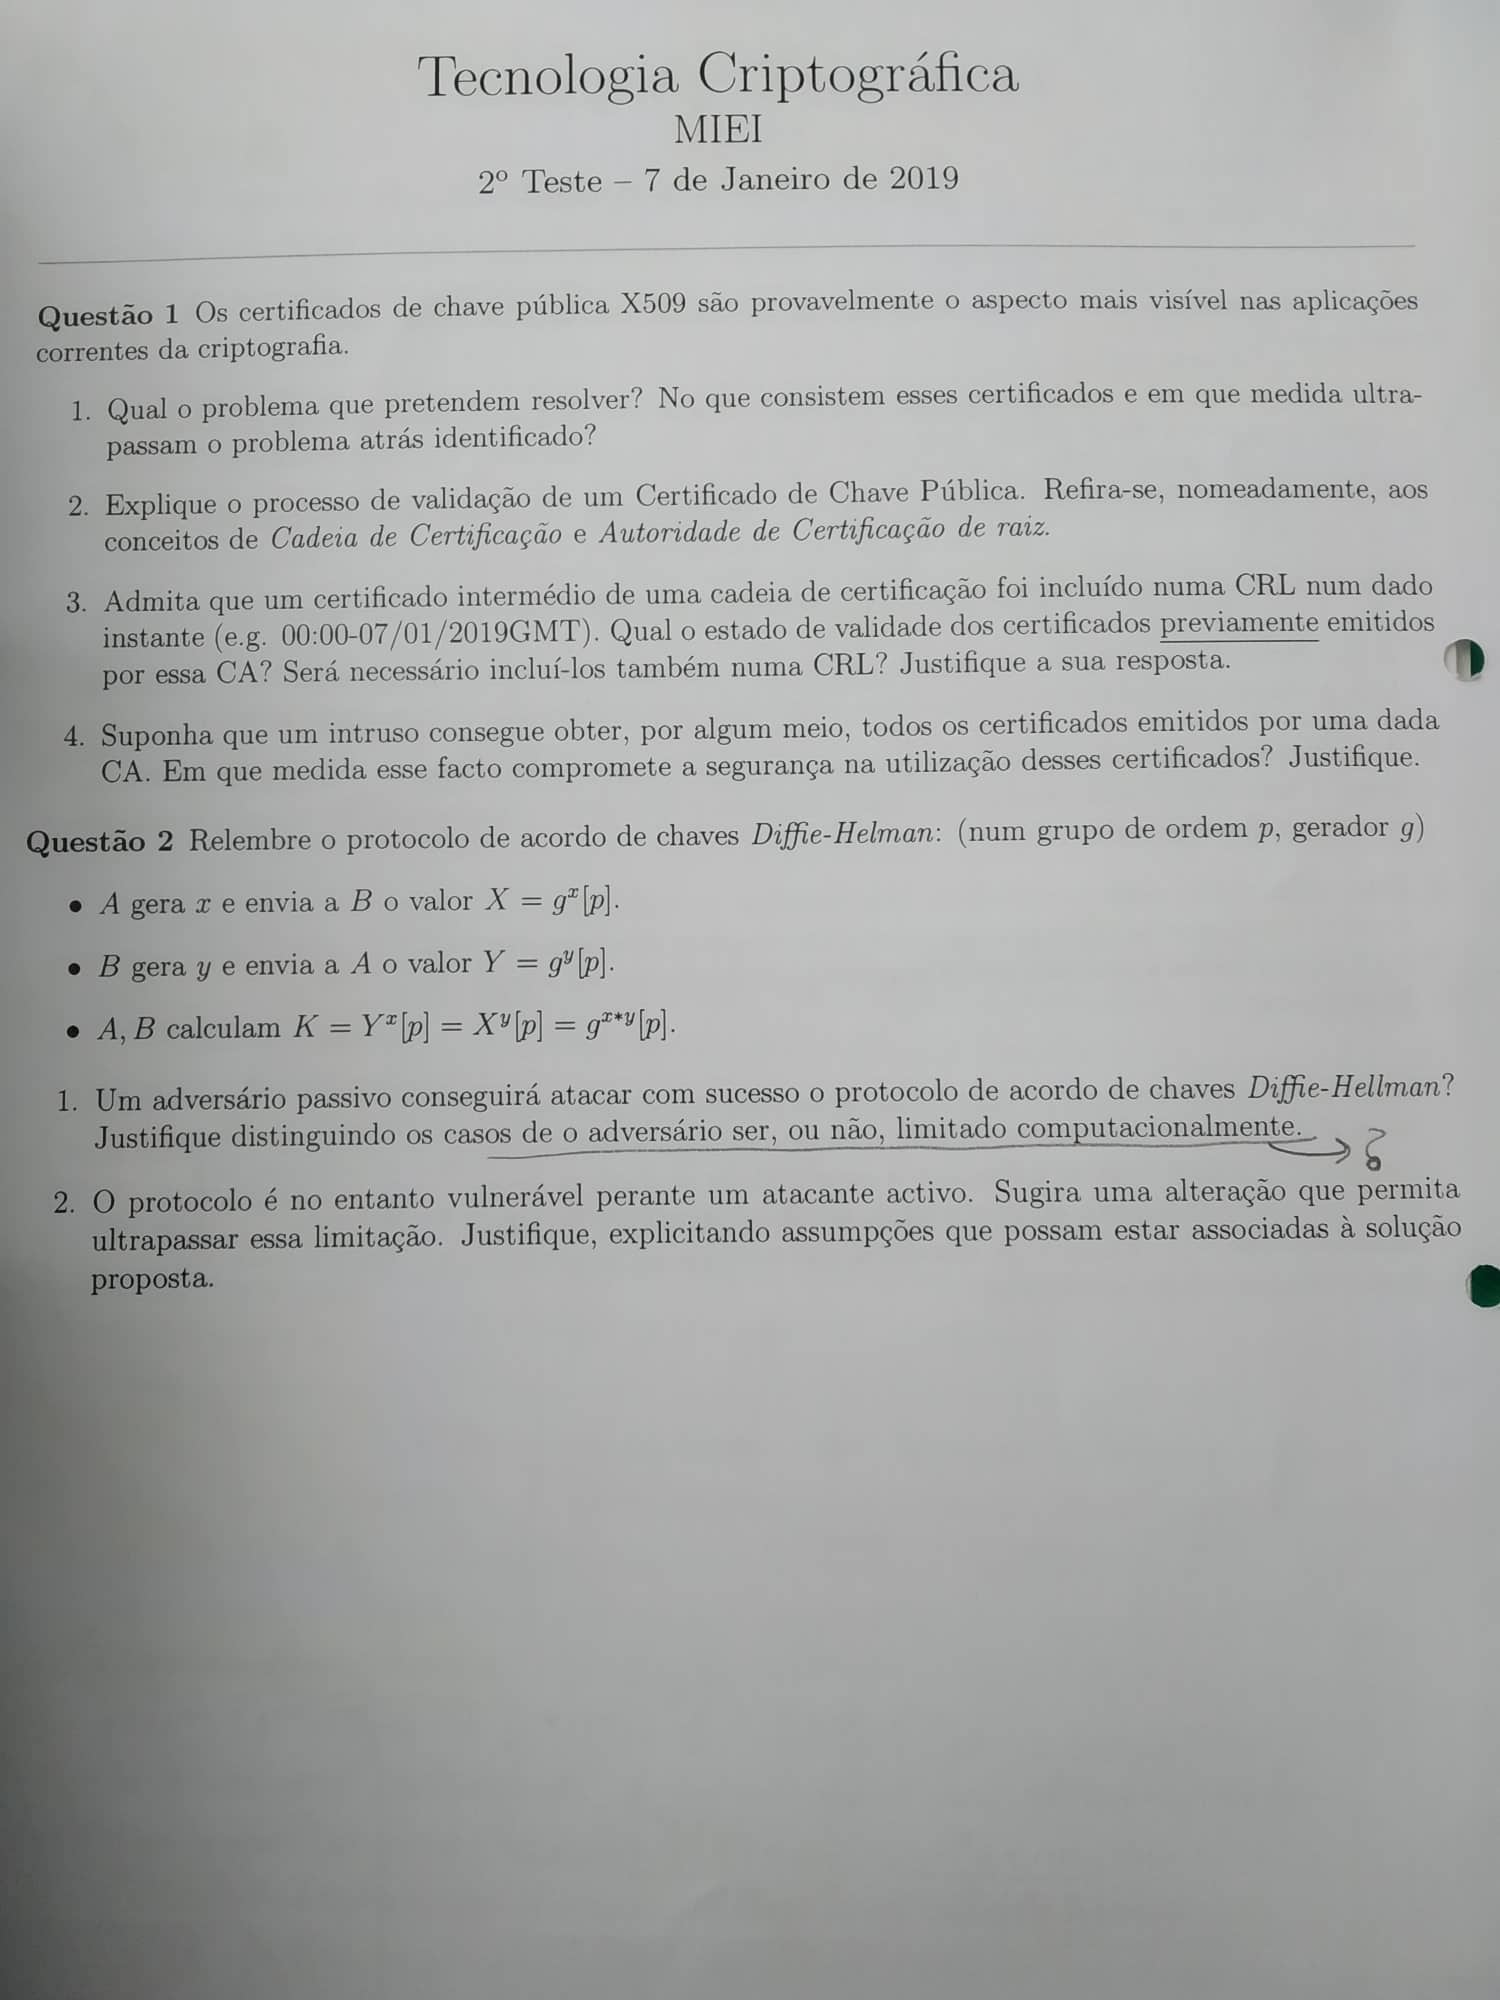 Tecnologia Criptográfica
MIEI
2º Teste – 7 de Janeiro de 2019
Questão 1 Os certificados de chave pública X509 são provavelmente o aspecto mais visível nas aplicações
correntes da criptografia.
1. Qual o problema que pretendem resolver? No que consistem esses certificados e em que medida ultra-
passam o problema atrás identificado?
2. Explique o processo de validação de um Certificado de Chave Pública. Refira-se, nomeadamente, aos
conceitos de Cadeia de Certificação e Autoridade de Certificação de raiz.
3. Admita que um certificado intermédio de uma cadeia de certificação foi incluído numa CRL num dado
instante (e.g. 00:00-07/01/2019GMT). Qual o estado de validade dos certificados previamente emitidos
por essa CA? Será necessário incluí-los também numa CRL? Justifique a sua resposta.
4. Suponha que um intruso consegue obter, por algum meio, todos os certificados emitidos por uma dada
CA. Em que medida esse facto compromete a segurança na utilização desses certificados? Justifique.
Questão 2 Relembre o protocolo de acordo de chaves Diffie-Helman: (num grupo de ordem p, gerador g)
• A gera x e envia a B o valor X = g^x[p].
• B gera y e envia a A o valor Y = g^y[p].
• A, B calculam K = Y^x[p] = X^y[p] = g^{x*y}[p].
1. Um adversário passivo conseguirá atacar com sucesso o protocolo de acordo de chaves Diffie-Hellman?
Justifique distinguindo os casos de o adversário ser, ou não, limitado computacionalmente. → ?
2. O protocolo é no entanto vulnerável perante um atacante activo. Sugira uma alteração que permita
ultrapassar essa limitação. Justifique, explicitando assumpções que possam estar associadas à solução
proposta.